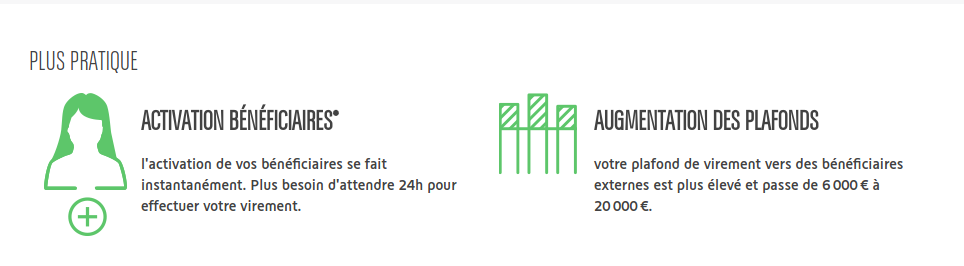 PLUS PRATIQUE
ACTIVATION BÉNÉFICIAIRES*
l'activation de vos bénéficiaires se fait
instantanément. Plus besoin d'attendre 24h pour
effectuer votre virement.
AUGMENTATION DES PLAFONDS
votre plafond de virement vers des bénéficiaires
externes est plus élevé et passe de 6 000 € à
20 000 €.